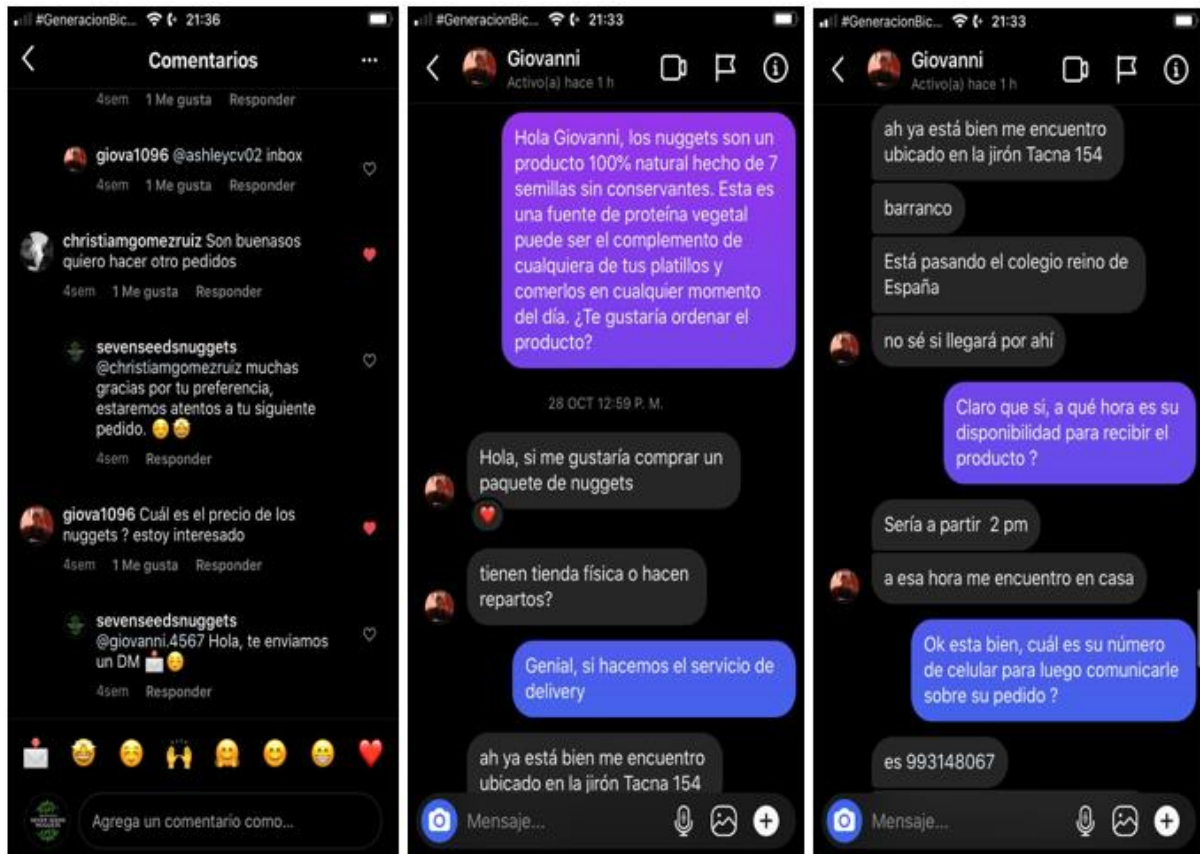 #GeneracionBic... 21:36
Comentarios
4sem 1 Me gusta Responder
giova1096 @ashleycv02 inbox
4sem 1 Me gusta Responder
christiamgomezruiz Son buenasos
quiero hacer otro pedidos
4sem 1 Me gusta Responder
sevenseedsnuggets
@christiamgomezruiz muchas
gracias por tu preferencia,
estaremos atentos a tu siguiente
pedido.
4sem Responder
giova1096 Cuál es el precio de los
nuggets ? estoy interesado
4sem 1 Me gusta Responder
sevenseedsnuggets
@giovanni.4567 Hola, te enviamos
un DM
4sem Responder
Agrega un comentario como...
#GeneracionBic... 21:33
Giovanni
Activo(a) hace 1 h
Hola Giovanni, los nuggets son un
producto 100% natural hecho de 7
semillas sin conservantes. Esta es
una fuente de proteína vegetal
puede ser el complemento de
cualquiera de tus platillos y
comerlos en cualquier momento
del día. ¿Te gustaría ordenar el
producto?
28 OCT 12:59 P. M.
Hola, si me gustaría comprar un
paquete de nuggets
tienen tienda física o hacen
repartos?
Genial, si hacemos el servicio de
delivery
ah ya está bien me encuentro
ubicado en la jirón Tacna 154
Mensaje...
#GeneracionBic... 21:33
Giovanni
Activo(a) hace 1 h
ah ya está bien me encuentro
ubicado en la jirón Tacna 154
barranco
Está pasando el colegio reino de
España
no sé si llegará por ahí
Claro que si, a qué hora es su
disponibilidad para recibir el
producto ?
Sería a partir 2 pm
a esa hora me encuentro en casa
Ok esta bien, cuál es su número
de celular para luego comunicarle
sobre su pedido ?
es 993148067
Mensaje...